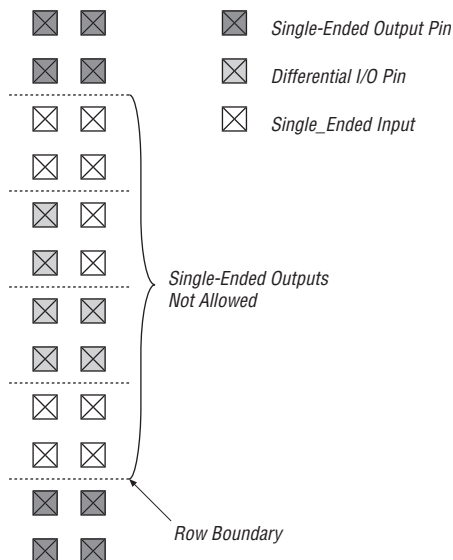 Single-Ended Output Pin
Differential I/O Pin
Single_Ended Input
Single-Ended Outputs
Not Allowed
Row Boundary